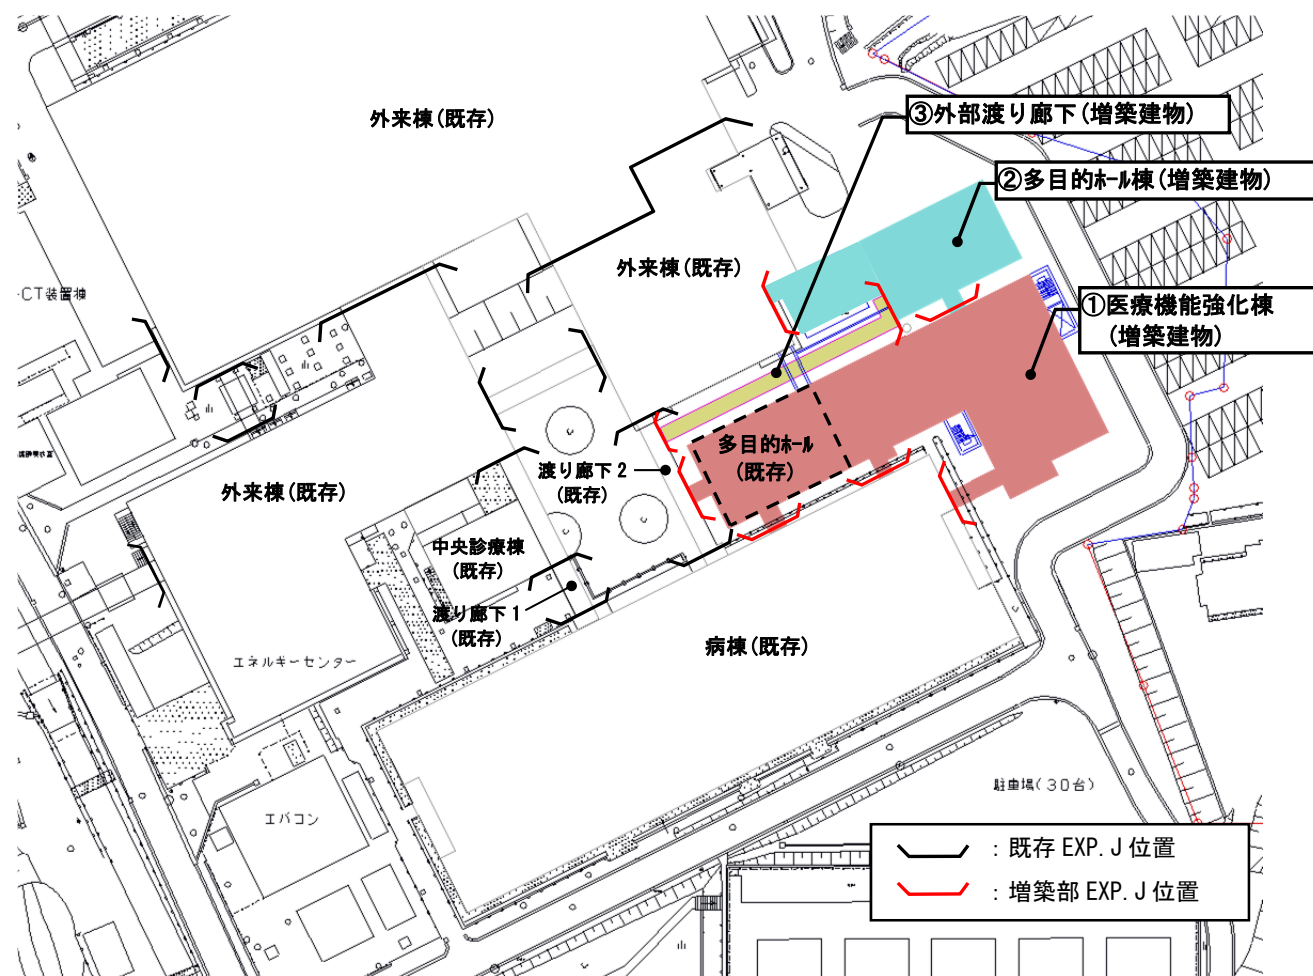 外来棟(既存)
③外部渡り廊下(増築建物)
②多目的ホール棟(増築建物)
外来棟(既存)
-CT装置棟
①医療機能強化棟
(増築建物)
多目的ホール
(既存)
渡り廊下2
(既存)
外来棟(既存)
中央診療棟
(既存)
渡り廊下1
(既存)
病棟(既存)
エネルギーセンター
駐車場(30台)
エバコン
: 既存 EXP. J 位置
: 増築部 EXP. J 位置